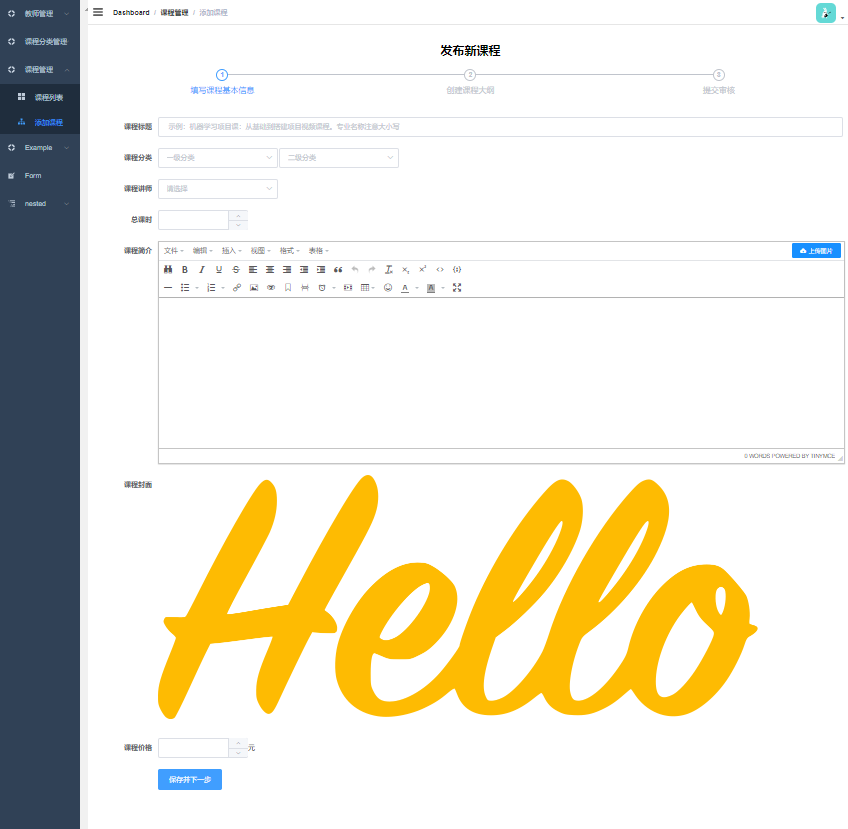 教师管理
课程分类管理
课程管理
课程列表
添加课程
Example
Form
nested
Dashboard / 课程管理 / 添加课程
发布新课程
1 2 3
填写课程基本信息 创建课程大纲 提交审核
课程标题 示例：机器学习项目课：从基础到搭建项目视频课程。专业名称注意大小写
课程分类 一级分类 二级分类
课程讲师 请选择
总课时
课程简介 文件 编辑 插入 视图 格式 表格 上传图片
0 WORDS POWERED BY TINYMCE
课程封面
Hello
课程价格 元
保存并下一步